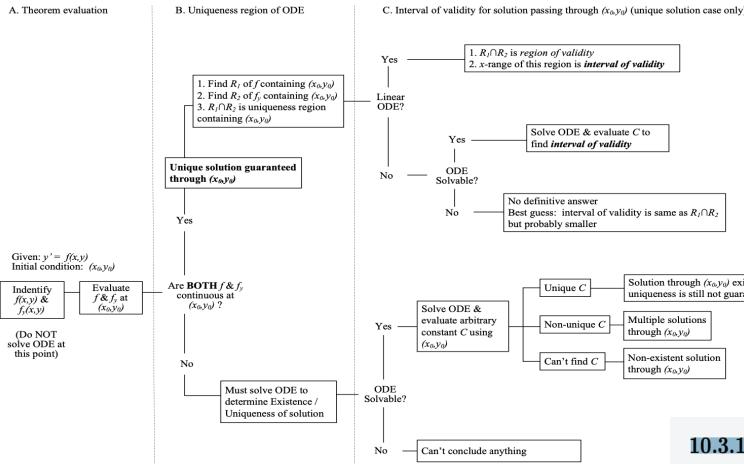 A. Theorem evaluation
B. Uniqueness region of ODE
C. Interval of validity for solution passing through (x₀,y₀) (unique solution case only)
Yes
1. R₁∩R₂ is region of validity
2. x-range of this region is interval of validity
1. Find R₁ of f containing (x₀,y₀)
2. Find R₂ of fᵧ containing (x₀,y₀)
3. R₁∩R₂ is uniqueness region
containing (x₀,y₀)
Linear
ODE?
Yes
Solve ODE & evaluate C to
find interval of validity
No
ODE
Solvable?
No
No definitive answer
Best guess: interval of validity is same as R₁∩R₂
but probably smaller
Unique solution guaranteed
through (x₀,y₀)
Yes
Given: y' = f(x,y)
Initial condition: (x₀,y₀)
Indentify
f(x,y) &
fᵧ(x,y)
Evaluate
f & fᵧ at
(x₀,y₀)
(Do NOT
solve ODE at
this point)
Are BOTH f & fᵧ
continuous at
(x₀,y₀) ?
No
Must solve ODE to
determine Existence /
Uniqueness of solution
ODE
Solvable?
Yes
Solve ODE &
evaluate arbitrary
constant C using
(x₀,y₀)
Unique C
Solution through (x₀,y₀) exi
uniqueness is still not guara
Non-unique C
Multiple solutions
through (x₀,y₀)
Can't find C
Non-existent solution
through (x₀,y₀)
No
Can't conclude anything
10.3.1